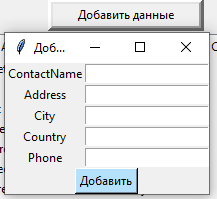 Добавить данные
Доб...
ContactName
Address
City
Country
Phone
Добавить